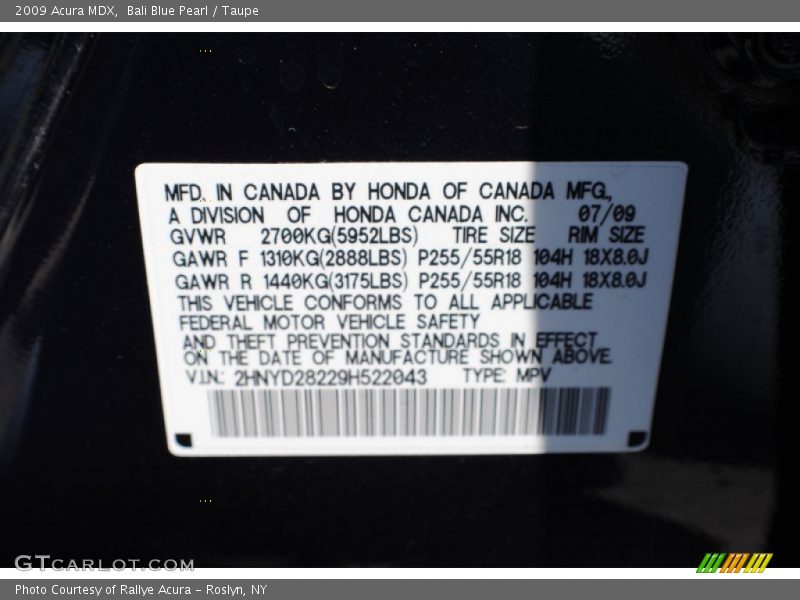 2009 Acura MDX,  Bali Blue Pearl / Taupe
MFD. IN CANADA BY HONDA OF CANADA MFG.,
A DIVISION OF HONDA CANADA INC. 07/09
GVWR 2700KG(5952LBS) TIRE SIZE RIM SIZE
GAWR F 1310KG(2888LBS) P255/55R18 104H 18X8.0J
GAWR R 1440KG(3175LBS) P255/55R18 104H 18X8.0J
THIS VEHICLE CONFORMS TO ALL APPLICABLE
FEDERAL MOTOR VEHICLE SAFETY
AND THEFT PREVENTION STANDARDS IN EFFECT
ON THE DATE OF MANUFACTURE SHOWN ABOVE.
V.I.N.: 2HNYD28229H522043 TYPE: MPV
GTCARLOT.COM
Photo Courtesy of Rallye Acura – Roslyn, NY